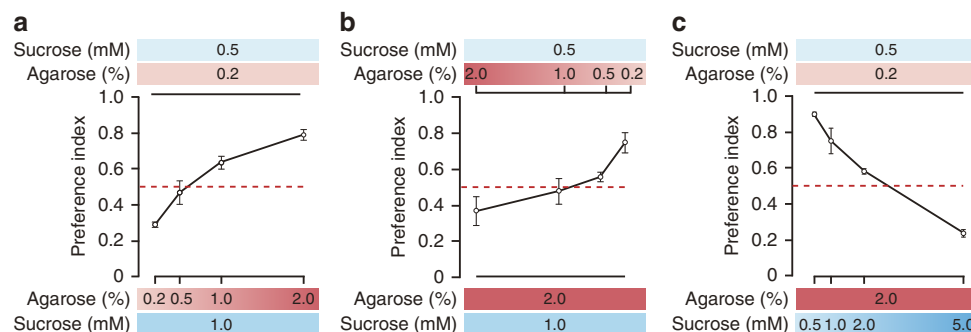 a
Sucrose (mM) 0.5
Agarose (%) 0.2
Preference index
1.0
0.8
0.6
0.4
0.2
0
Agarose (%) 0.2 0.5 1.0 2.0
Sucrose (mM) 1.0
b
Sucrose (mM) 0.5
Agarose (%) 2.0 1.0 0.5 0.2
Preference index
1.0
0.8
0.6
0.4
0.2
0
Agarose (%) 2.0
Sucrose (mM) 1.0
c
Sucrose (mM) 0.5
Agarose (%) 0.2
Preference index
1.0
0.8
0.6
0.4
0.2
0
Agarose (%) 2.0
Sucrose (mM) 0.5 1.0 2.0 5.0